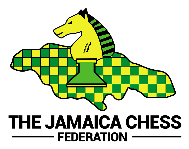 THE JAMAICA CHESS
FEDERATION